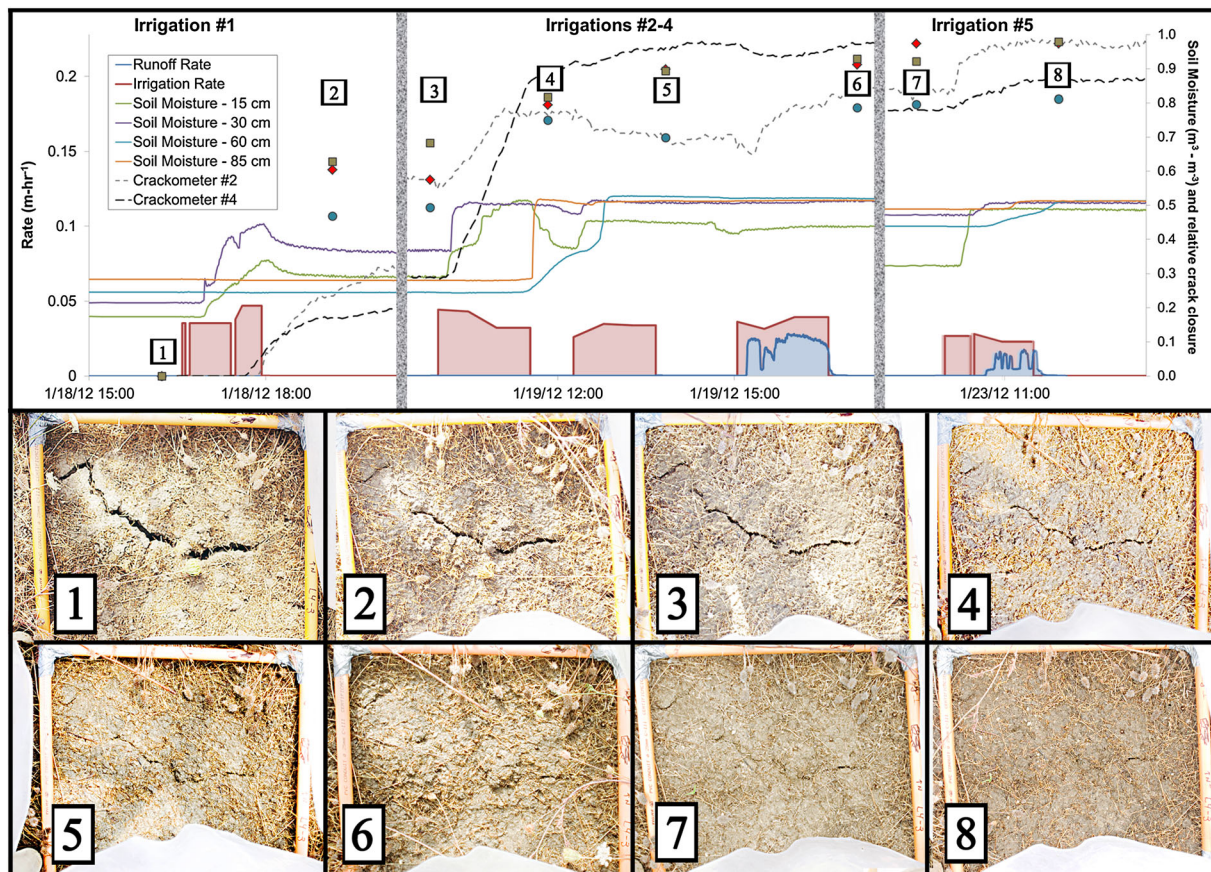 Irrigation #1
Irrigations #2-4
Irrigation #5
Runoff Rate
Irrigation Rate
Soil Moisture - 15 cm
Soil Moisture - 30 cm
Soil Moisture - 60 cm
Soil Moisture - 85 cm
Crackometer #2
Crackometer #4
Rate (m-hr⁻¹)
0.2
0.15
0.1
0.05
0
1
2
3
4
5
6
7
8
1.0
0.9
0.8
0.7
0.6
0.5
0.4
0.3
0.2
0.1
0.0
Soil Moisture (m³ - m³) and relative crack closure
1/18/12 15:00
1/18/12 18:00
1/19/12 12:00
1/19/12 15:00
1/23/12 11:00
1
2
3
4
5
6
7
8